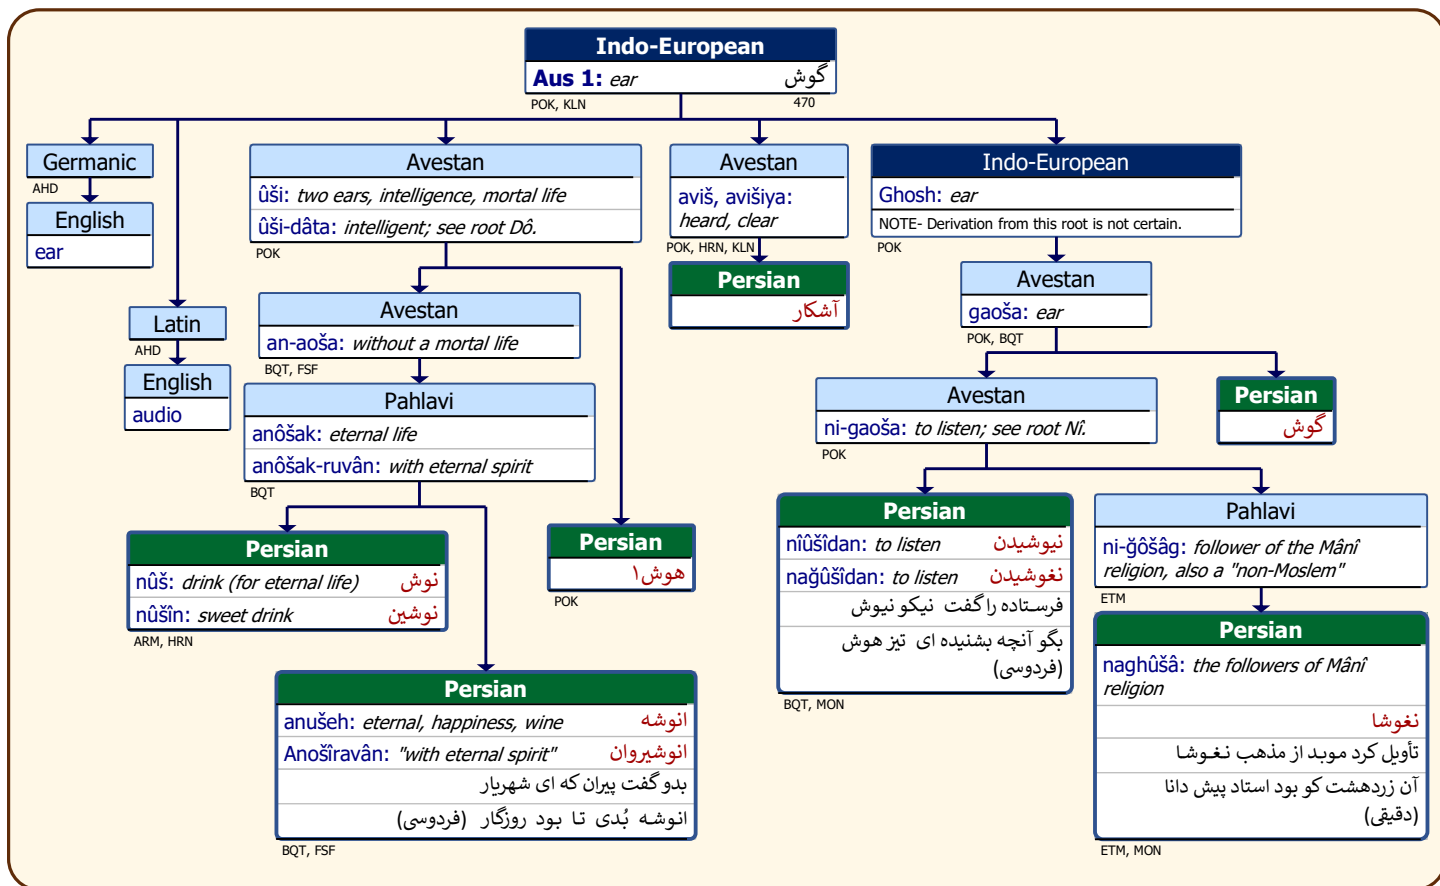 Indo-European
Aus 1: ear گوش
POK, KLN 470
Germanic
AHD
English
ear
Latin
AHD
English
audio
Avestan
ûši: two ears, intelligence, mortal life
ûši-dâta: intelligent; see root Dô.
POK
Avestan
an-aoša: without a mortal life
BQT, FSF
Pahlavi
anôšak: eternal life
anôšak-ruvân: with eternal spirit
BQT
Persian
nûš: drink (for eternal life) نوش
nûšîn: sweet drink نوشین
ARM, HRN
Persian
anušeh: eternal, happiness, wine انوشه
Anošîravân: "with eternal spirit" انوشیروان
بدو گفت پیران که ای شهریار
انوشه بُدی تا بود روزگار (فردوسی)
BQT, FSF
Persian
هوش۱
POK
Avestan
aviš, avišiya:
heard, clear
POK, HRN, KLN
Persian
آشکار
Indo-European
Ghosh: ear
NOTE- Derivation from this root is not certain.
POK
Avestan
gaoša: ear
POK, BQT
Avestan
ni-gaoša: to listen; see root Nî.
POK
Persian
گوش
Persian
nîûšîdan: to listen نیوشیدن
nağûšîdan: to listen نغوشیدن
فرستاده را گفت نیکو نیوش
بگو آنچه بشنیده ای تیز هوش
(فردوسی)
BQT, MON
Pahlavi
ni-ğôšâg: follower of the Mânî
religion, also a "non-Moslem"
ETM
Persian
naghûšâ: the followers of Mânî
religion
نغوشا
تأویل کرد موبد از مذهب نغوشا
آن زردهشت کو بود استاد پیش دانا
(دقیقی)
ETM, MON